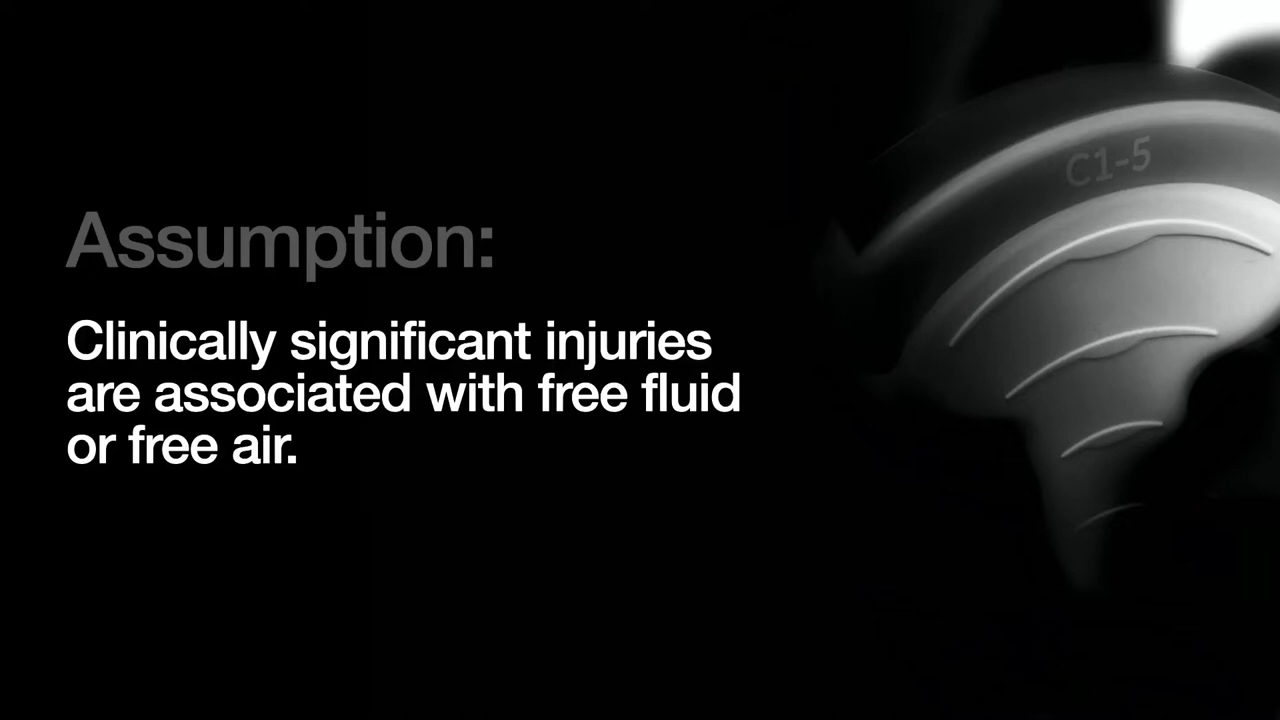 Assumption:
Clinically significant injuries
are associated with free fluid
or free air.
C1-5